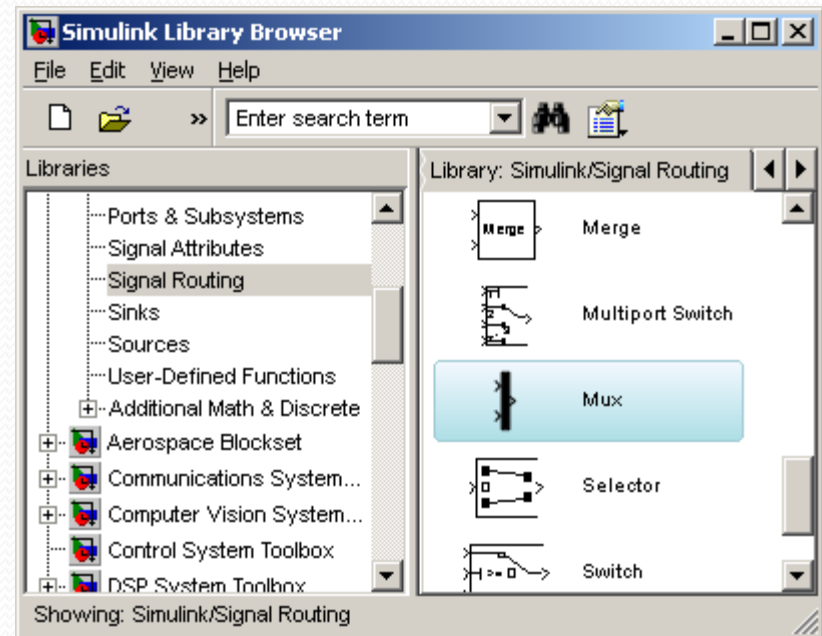 Simulink Library Browser
File Edit View Help
» Enter search term
Libraries
Ports & Subsystems
Signal Attributes
Signal Routing
Sinks
Sources
User-Defined Functions
Additional Math & Discrete
Aerospace Blockset
Communications System...
Computer Vision System...
Control System Toolbox
DSP System Toolbox
Library: Simulink/Signal Routing
Merge Merge
Multiport Switch
Mux
Selector
Switch
Showing: Simulink/Signal Routing